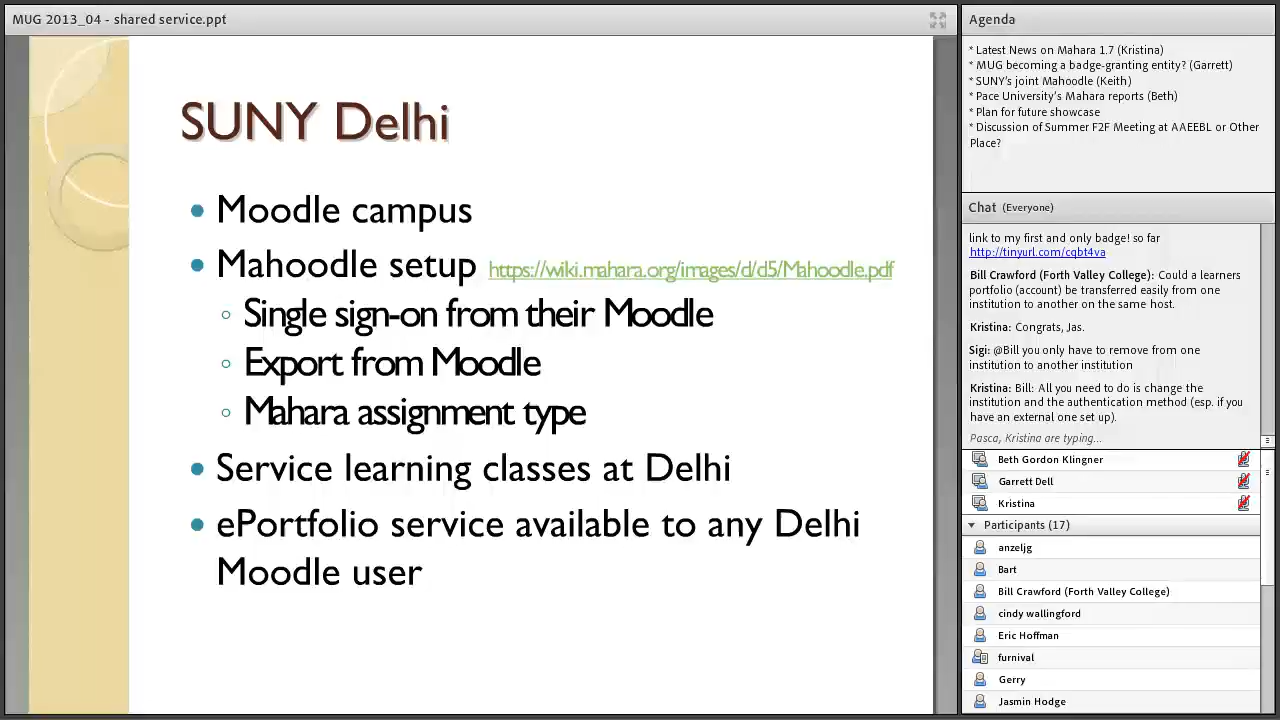 MUG 2013_04 - shared service.ppt
SUNY Delhi
Moodle campus
Mahoodle setup https://wiki.mahara.org/images/d/d5/Mahoodle.pdf
Single sign-on from their Moodle
Export from Moodle
Mahara assignment type
Service learning classes at Delhi
ePortfolio service available to any Delhi
Moodle user
Agenda
* Latest News on Mahara 1.7 (Kristina)
* MUG becoming a badge-granting entity? (Garrett)
* SUNY's joint Mahoodle (Keith)
* Pace University's Mahara reports (Beth)
* Plan for future showcase
* Discussion of Summer F2F Meeting at AAEEBL or Other
Place?
Chat (Everyone)
link to my first and only badge! so far
http://tinyurl.com/cqbt4va
Bill Crawford (Forth Valley College): Could a learners
portfolio (account) be transferred easily from one
institution to another on the same host.
Kristina: Congrats, Jas.
Sigi: @Bill you only have to remove from one
institution to another institution
Kristina: Bill: All you need to do is change the
institution and the authentication method (esp. if you
have an external one set up).
Pasca, Kristina are typing...
Beth Gordon Klingner
Garrett Dell
Kristina
Participants (17)
anzeljg
Bart
Bill Crawford (Forth Valley College)
cindy wallingford
Eric Hoffman
furnival
Gerry
Jasmin Hodge